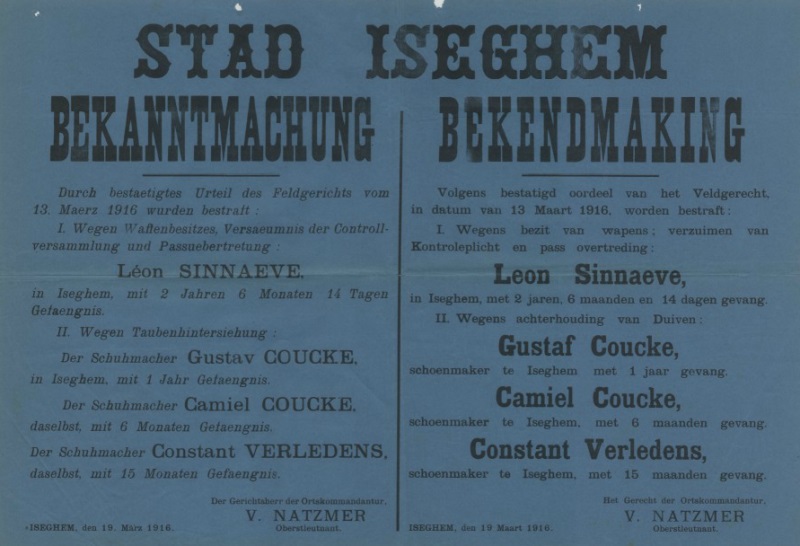 STAD ISEGHEM
BEKANNTMACHUNG
Durch bestaetigtes Urteil des Feldgerichts vom
13. Maerz 1916 wurden bestraft :
I. Wegen Waffenbesitzes, Versaeumnis der Controll-
versammlung und Passuebertretung :
Léon SINNAEVE,
in Iseghem, mit 2 Jahren 6 Monaten 14 Tagen
Gefaengnis.
II. Wegen Taubenhintersiehung :
Der Schuhmacher Gustav COUCKE,
in Iseghem, mit 1 Jahr Gefaengnis.
Der Schuhmacher Camiel COUCKE,
daselbst, mit 6 Monaten Gefaengnis.
Der Schuhmacher Constant VERLEDENS,
daselbst, mit 15 Monaten Gefaengnis.
Der Gerichtsherr der Ortskommandantur,
V. NATZMER
Oberstleutnant.
ISEGHEM, den 19. März 1916.
BEKENDMAKING
Volgens bestatigd oordeel van het Veldgerecht,
in datum van 13 Maart 1916, worden bestraft :
I. Wegens bezit van wapens ; verzuimen van
Kontroleplicht en pass overtreding :
Leon Sinnaeve,
in Iseghem, met 2 jaren, 6 maanden en 14 dagen gevang.
II. Wegens achterhouding van Duiven :
Gustaf Coucke,
schoenmaker te Iseghem met 1 jaar gevang.
Camiel Coucke,
schoenmaker te Iseghem, met 6 maanden gevang.
Constant Verledens,
schoenmaker te Iseghem, met 15 maanden gevang.
Het Gerecht der Ortskommandantur,
V. NATZMER
Oberstleutnant.
ISEGHEM, den 19 Maart 1916.